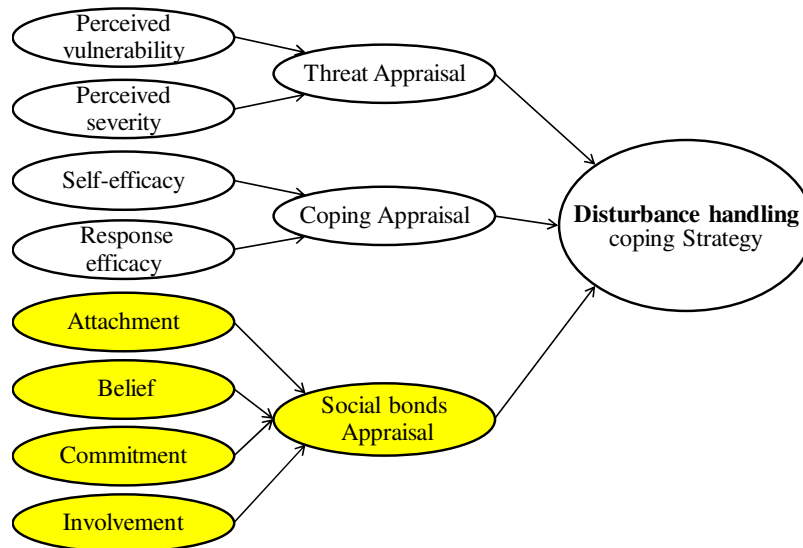 Perceived
vulnerability
Threat Appraisal
Perceived
severity
Self-efficacy
Coping Appraisal
Response
efficacy
Disturbance handling
coping Strategy
Attachment
Belief
Social bonds
Appraisal
Commitment
Involvement